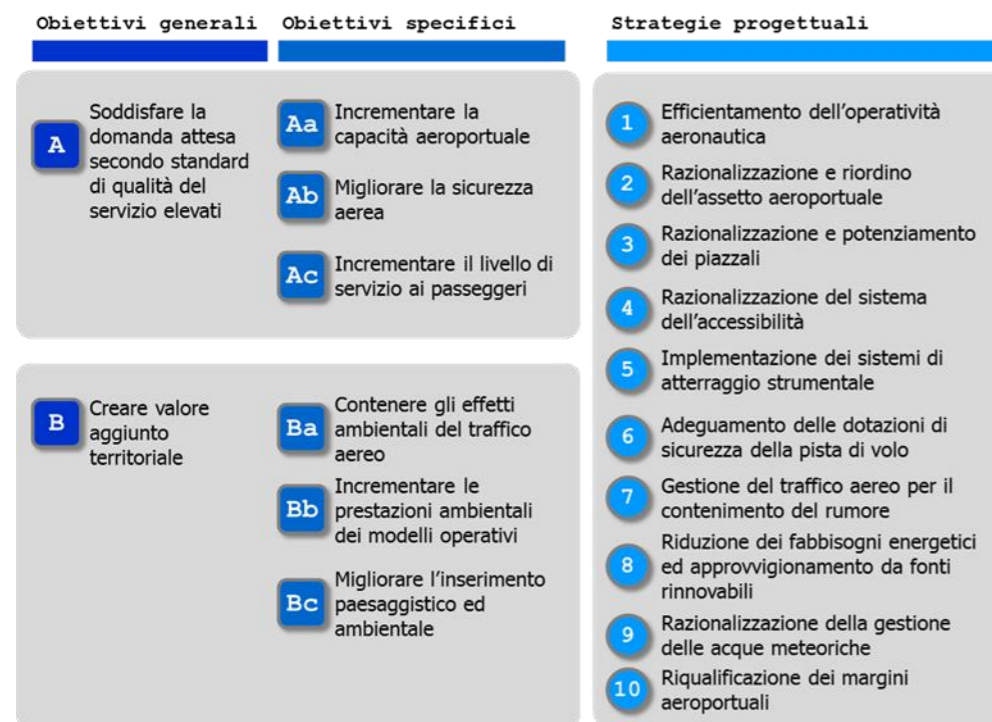 Obiettivi generali
Obiettivi specifici
Strategie progettuali
A
Soddisfare la
domanda attesa
secondo standard
di qualità del
servizio elevati
Aa
Incrementare la
capacità aeroportuale
Ab
Migliorare la sicurezza
aerea
Ac
Incrementare il livello di
servizio ai passeggeri
B
Creare valore
aggiunto
territoriale
Ba
Contenere gli effetti
ambientali del traffico
aereo
Bb
Incrementare le
prestazioni ambientali
dei modelli operativi
Bc
Migliorare l’inserimento
paesaggistico ed
ambientale
1
Efficientamento dell’operatività
aeronautica
2
Razionalizzazione e riordino
dell’assetto aeroportuale
3
Razionalizzazione e potenziamento
dei piazzali
4
Razionalizzazione del sistema
dell’accessibilità
5
Implementazione dei sistemi di
atterraggio strumentale
6
Adeguamento delle dotazioni di
sicurezza della pista di volo
7
Gestione del traffico aereo per il
contenimento del rumore
8
Riduzione dei fabbisogni energetici
ed approvvigionamento da fonti
rinnovabili
9
Razionalizzazione della gestione
delle acque meteoriche
10
Riqualificazione dei margini
aeroportuali